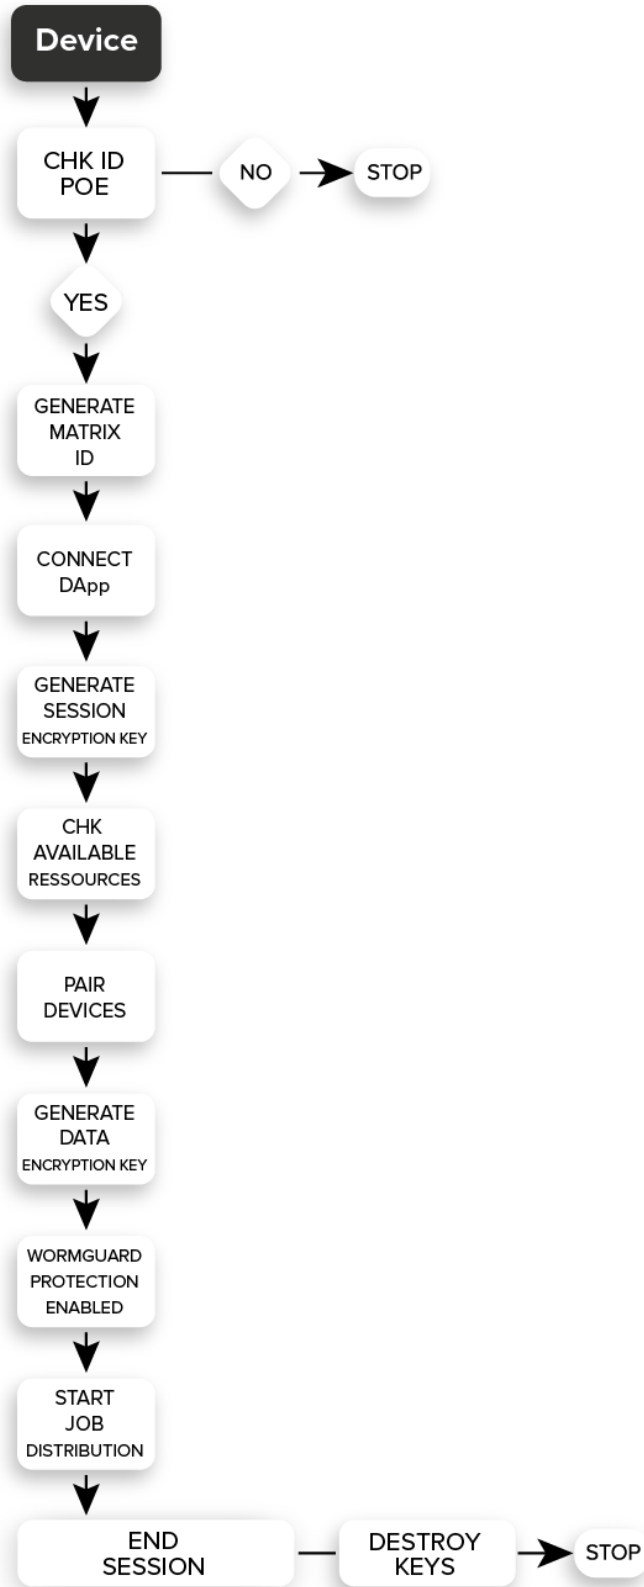 Device
CHK ID
POE
NO
STOP
YES
GENERATE
MATRIX
ID
CONNECT
DApp
GENERATE
SESSION
ENCRYPTION KEY
CHK
AVAILABLE
RESSOURCES
PAIR
DEVICES
GENERATE
DATA
ENCRYPTION KEY
WORMGUARD
PROTECTION
ENABLED
START
JOB
DISTRIBUTION
END
SESSION
DESTROY
KEYS
STOP